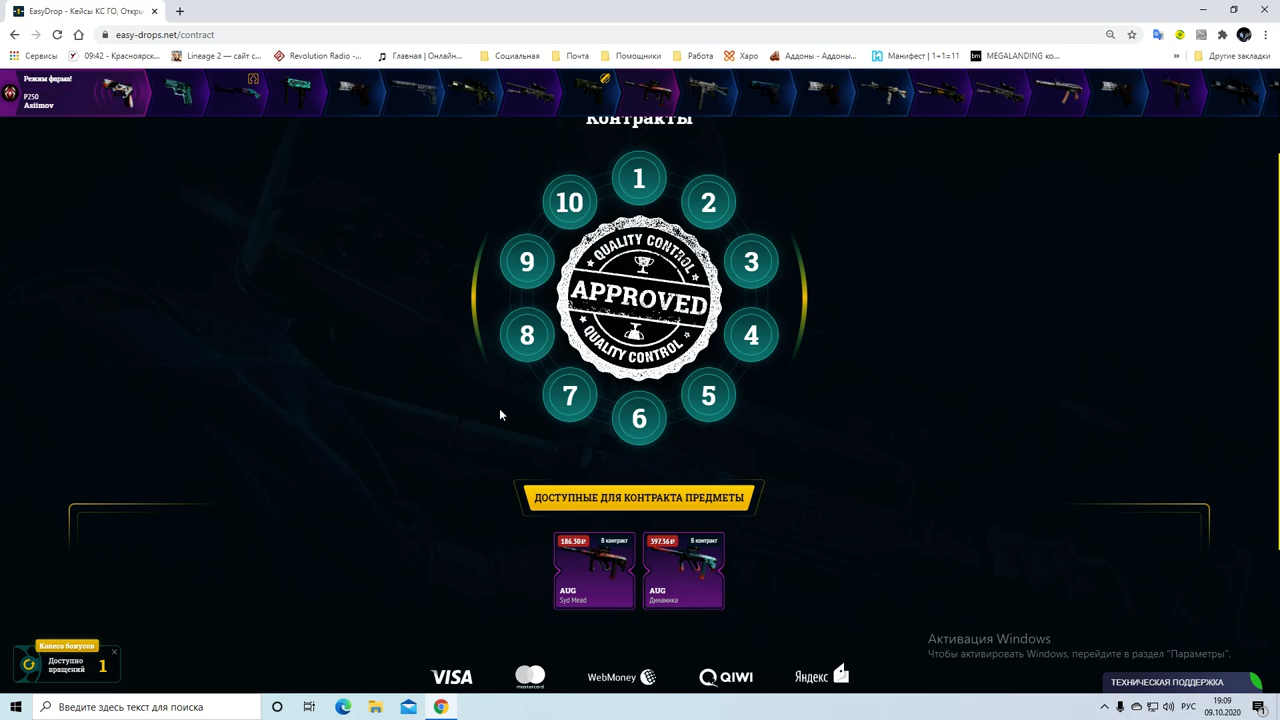 EasyDrop - Кейсы КС ГО, Откры
easy-drops.net/contract
Сервисы
09:42 - Красноярск...
Lineage 2 — сайт с...
Revolution Radio -...
Главная | Онлайн...
Социальная
Почта
Помощники
Работа
Харо
Аддоны - Аддоны...
Манифест | 1+1=11
bm
MEGALANDING ко...
»
Другие закладки
Режим фарма!
P250
Asiimov
Контракты
1
2
3
4
5
6
7
8
9
10
QUALITY CONTROL
APPROVED
QUALITY CONTROL
ДОСТУПНЫЕ ДЛЯ КОНТРАКТА ПРЕДМЕТЫ
186.30 ₽
В контракт
AUG
Syd Mead
397.36 ₽
В контракт
AUG
Динамика
Колесо бонусов
Доступно
вращений
1
VISA
mastercard
WebMoney
QIWI
Яндекс
Активация Windows
Чтобы активировать Windows, перейдите в раздел "Параметры".
ТЕХНИЧЕСКАЯ ПОДДЕРЖКА
Введите здесь текст для поиска
РУС
19:09
09.10.2020